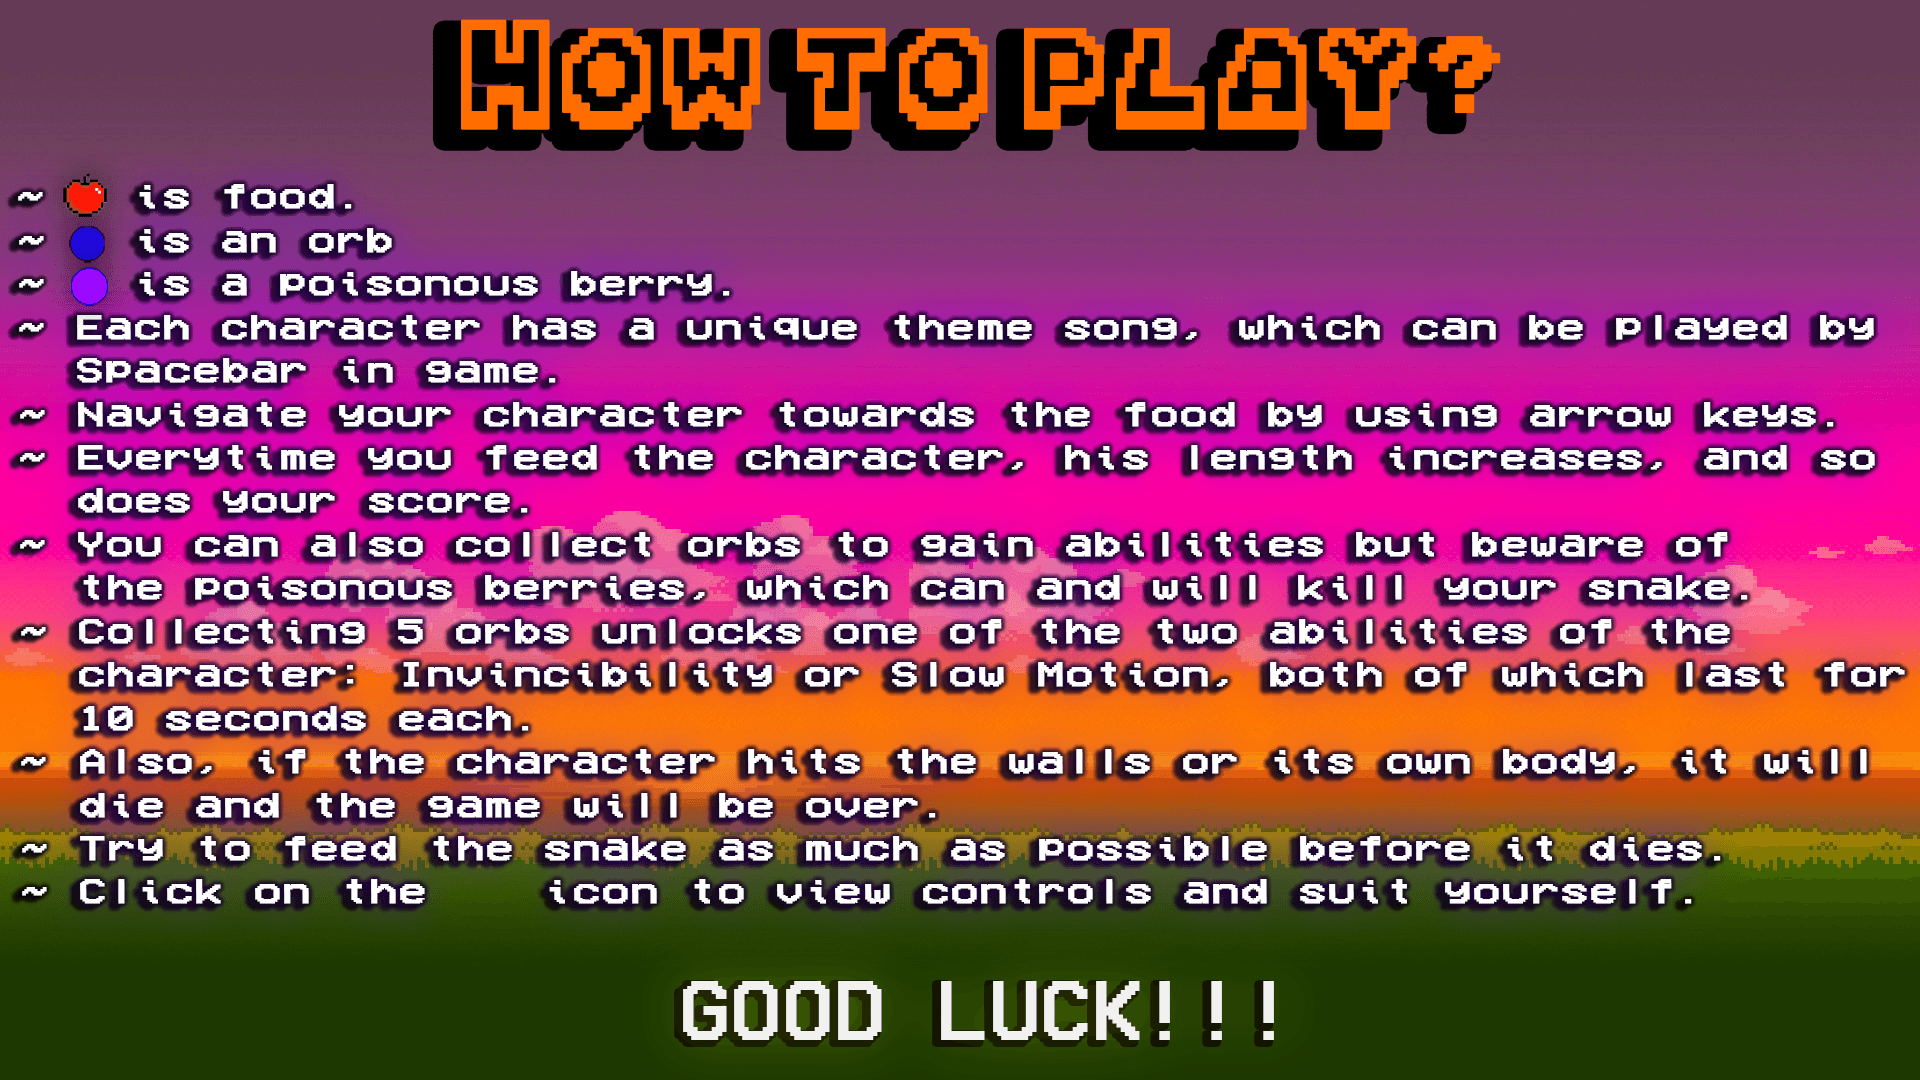 HOW TO PLAY?
~ is food.
~ is an orb
~ is a poisonous berry.
~ Each character has a unique theme song, which can be played by
Spacebar in game.
~ Navigate your character towards the food by using arrow keys.
~ Everytime you feed the character, his length increases, and so
does your score.
~ You can also collect orbs to gain abilities but beware of
the poisonous berries, which can and will kill your snake.
~ Collecting 5 orbs unlocks one of the two abilities of the
character: Invincibility or Slow Motion, both of which last for
10 seconds each.
~ Also, if the character hits the walls or its own body, it will
die and the game will be over.
~ Try to feed the snake as much as possible before it dies.
~ Click on the icon to view controls and suit yourself.
GOOD LUCK!!!